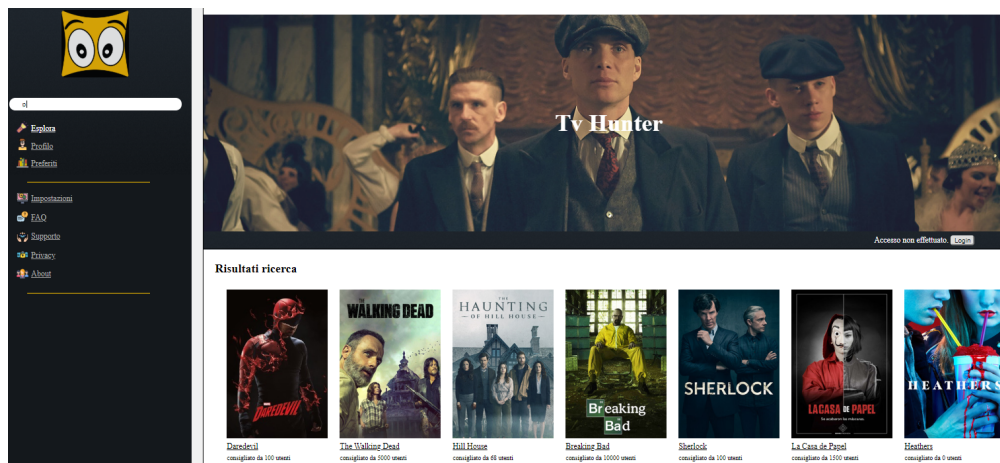 o
Esplora
Profilo
Preferiti
Impostazioni
FAQ
Supporto
Privacy
About
Tv Hunter
Accesso non effettuato. Login
Risultati ricerca
DAREDEVIL
THE
WALKING DEAD
THE
HAUNTING
OF HILL HOUSE
Breaking
Bad
SHERLOCK
LA CASA DE PAPEL
HEATHERS
Daredevil
consigliato da 100 utenti
The Walking Dead
consigliato da 5000 utenti
Hill House
consigliato da 68 utenti
Breaking Bad
consigliato da 10000 utenti
Sherlock
consigliato da 100 utenti
La Casa de Papel
consigliato da 1500 utenti
Heathers
consigliato da 0 utenti